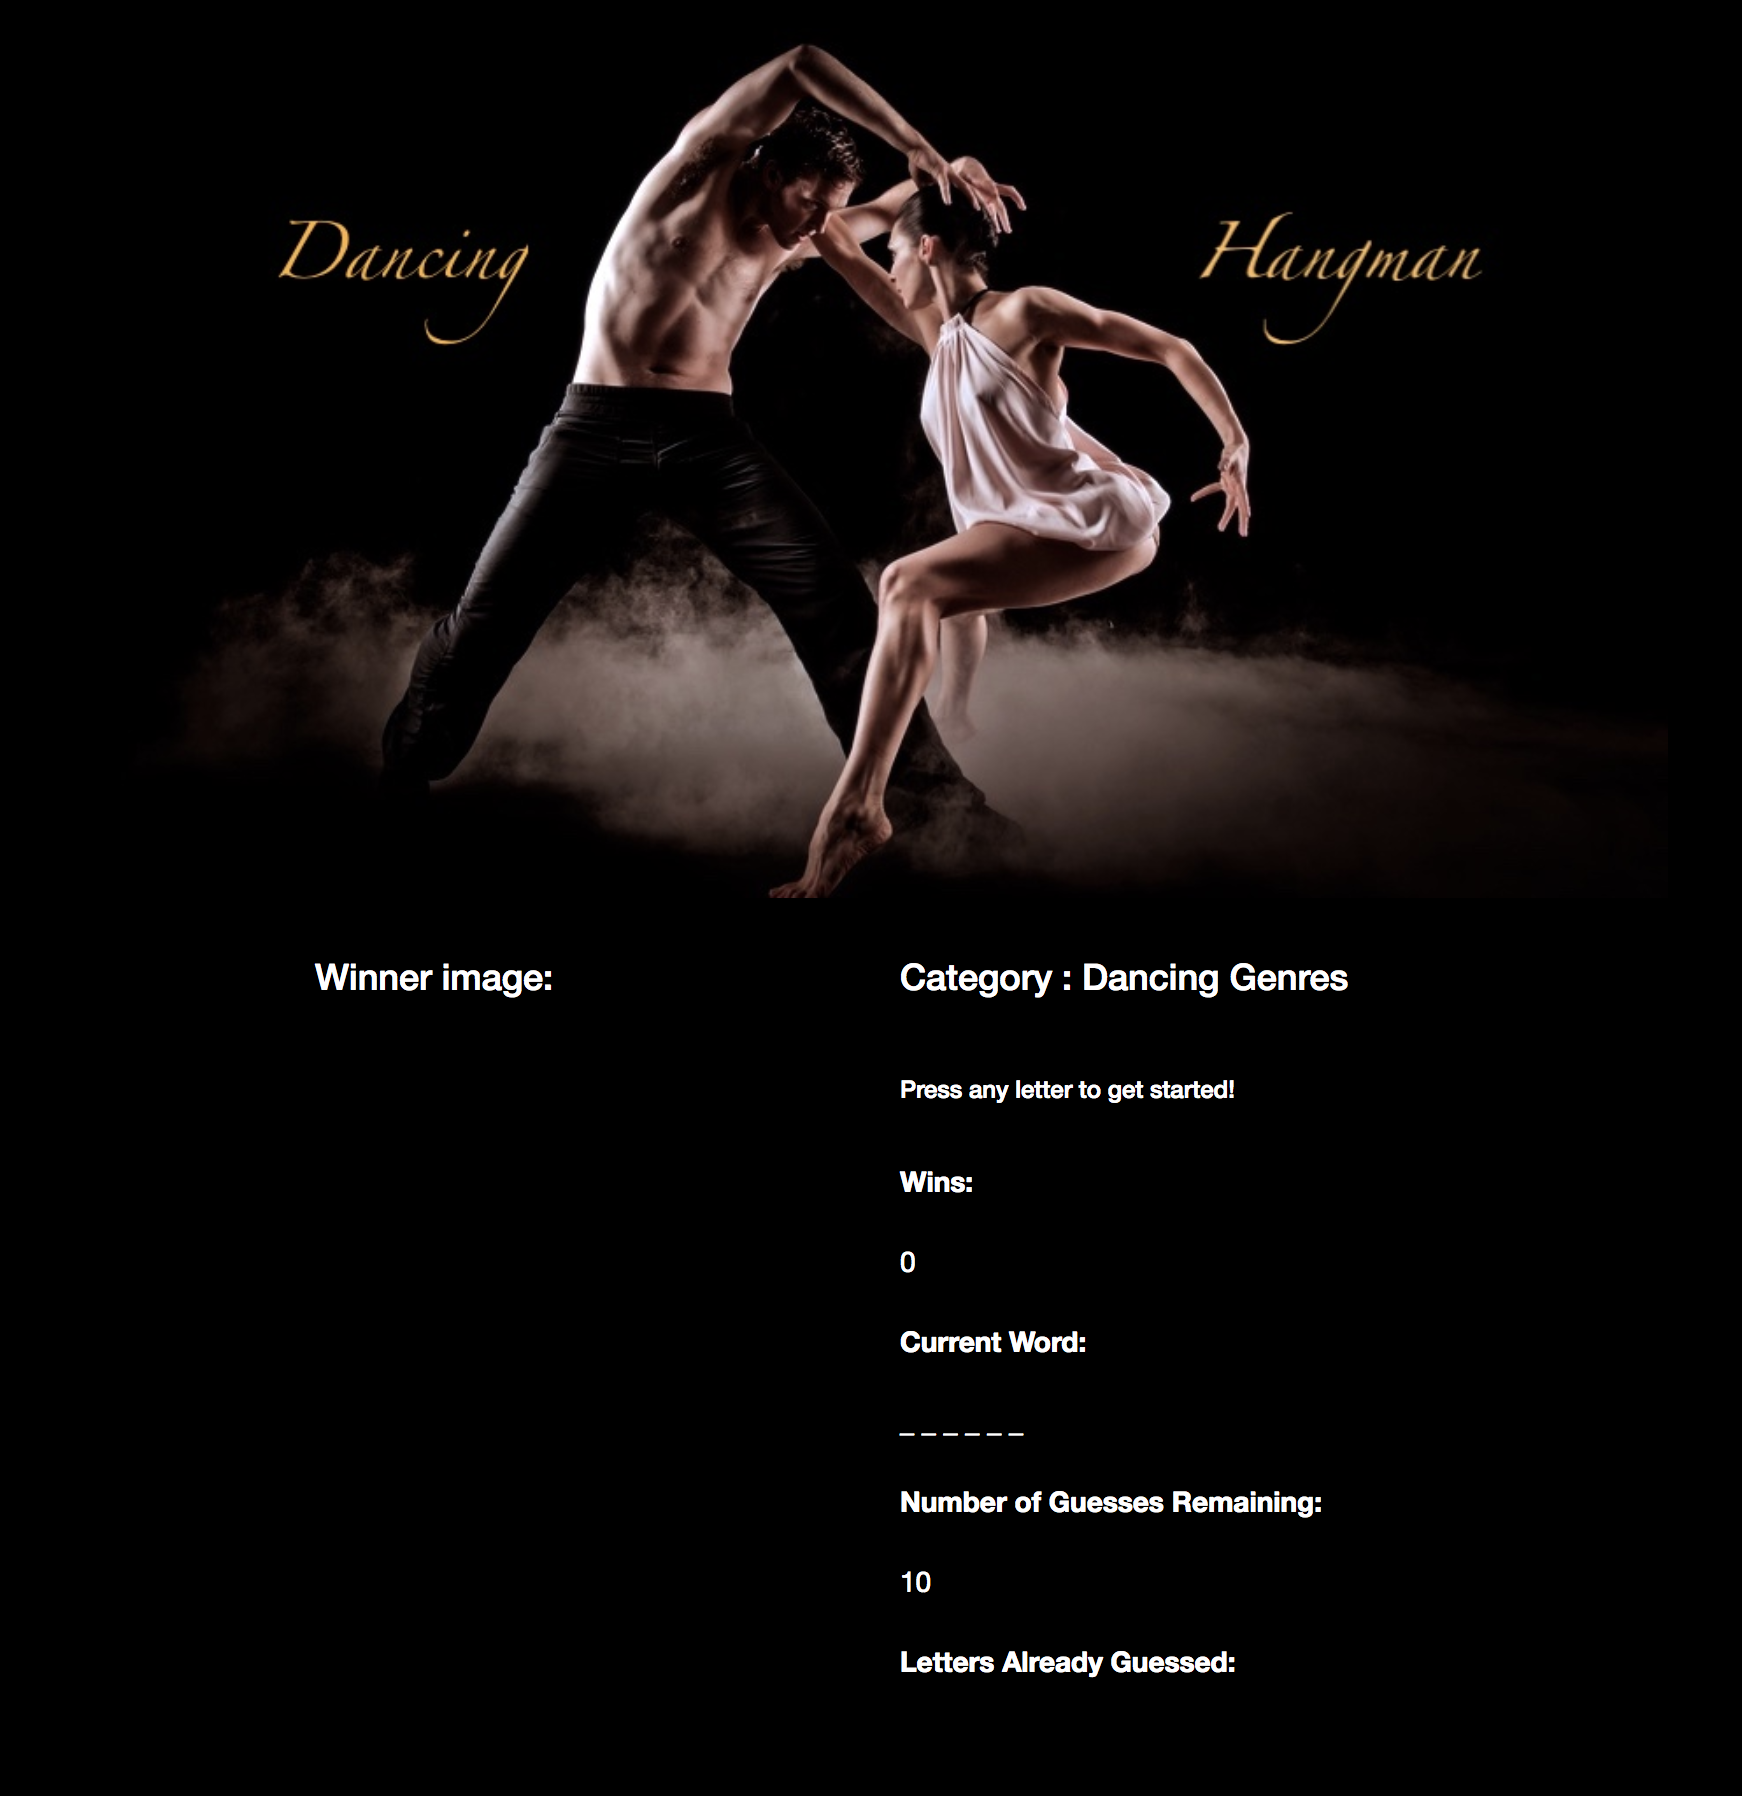 Dancing
Hangman
Winner image:
Category : Dancing Genres
Press any letter to get started!
Wins:
0
Current Word:
_ _ _ _ _ _
Number of Guesses Remaining:
10
Letters Already Guessed: